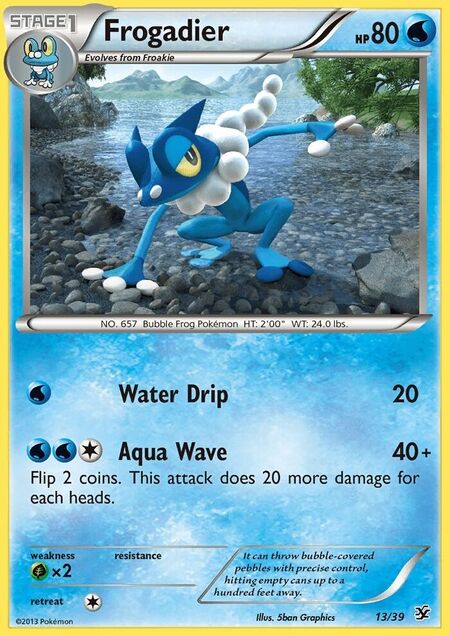 STAGE1
Frogadier
HP 80
Evolves from Froakie
NO. 657 Bubble Frog Pokémon HT: 2'00" WT: 24.0 lbs.
Water Drip 20
Aqua Wave 40+
Flip 2 coins. This attack does 20 more damage for
each heads.
weakness
resistance
×2
retreat
It can throw bubble-covered
pebbles with precise control,
hitting empty cans up to a
hundred feet away.
©2013 Pokémon
Illus. 5ban Graphics
13/39